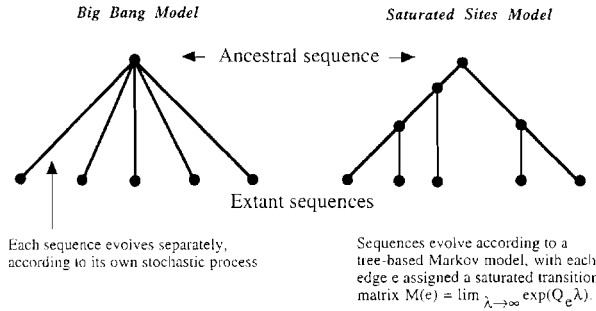 Big Bang Model
Saturated Sites Model
Ancestral sequence
Extant sequences
Each sequence evolves separately,
according to its own stochastic process
Sequences evolve according to a
tree-based Markov model, with each
edge e assigned a saturated transition
matrix M(e) = lim λ→∞ exp(Q_e λ).